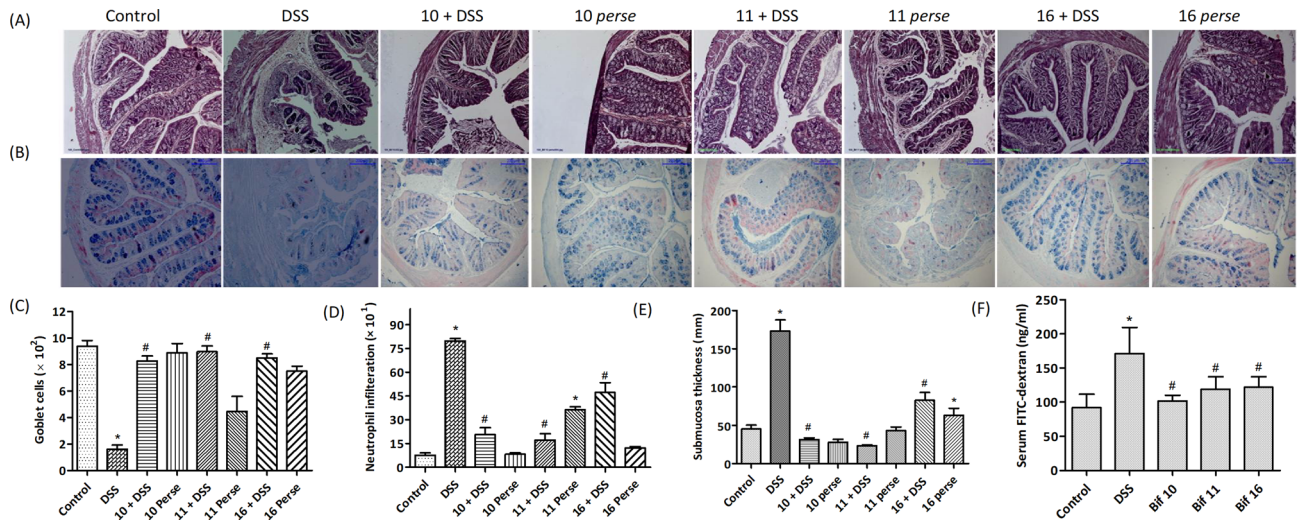 (A) Control DSS 10 + DSS 10 perse 11 + DSS 11 perse 16 + DSS 16 perse
(B)
(C)
Goblet cells (× 10²)
12
10
8
6
4
2
0
Control DSS 10 + DSS 10 Perse 11 + DSS 11 Perse 16 + DSS 16 Perse
* # # #
(D)
Neutrophil infilteration (× 10⁻¹)
90
75
60
45
30
15
0
Control DSS 10 + DSS 10 Perse 11 + DSS 11 Perse 16 + DSS 16 Perse
* # # * #
(E)
Submucosa thickness (mm)
200
150
100
50
0
Control DSS 10 + DSS 10 perse 11 + DSS 11 perse 16 + DSS 16 perse
* # # # *
(F)
Serum FITC-dextran (ng/ml)
250
200
150
100
50
0
Control DSS Bif 10 Bif 11 Bif 16
* # # #